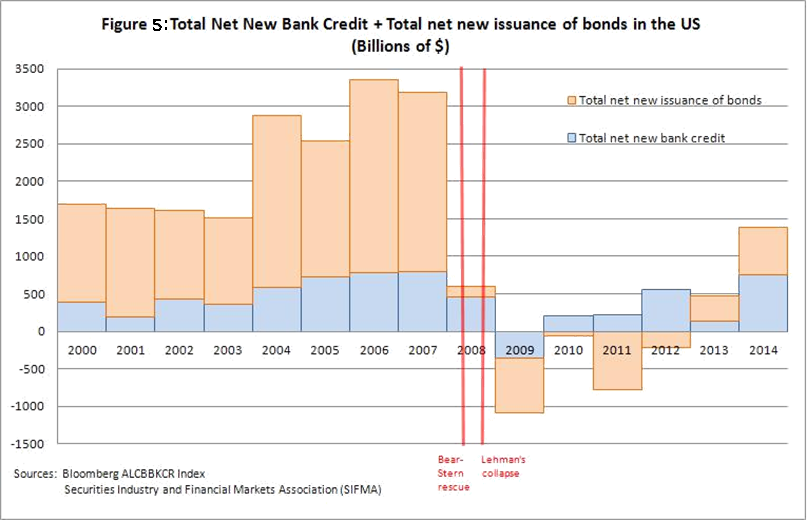 Figure 5:Total Net New Bank Credit + Total net new issuance of bonds in the US
(Billions of $)
3500
3000
2500
2000
1500
1000
500
0
-500
-1000
-1500
Total net new issuance of bonds
Total net new bank credit
2000 2001 2002 2003 2004 2005 2006 2007 2008 2009 2010 2011 2012 2013 2014
Bear-
Stern
rescue
Lehman's
collapse
Sources: Bloomberg ALCBBKCR Index
Securities Industry and Financial Markets Association (SIFMA)